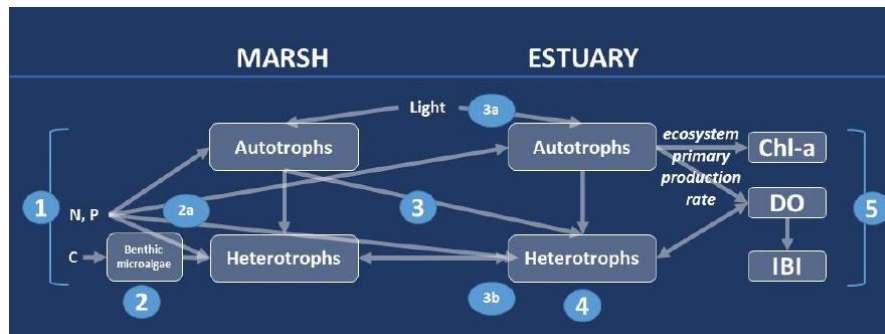 MARSH
ESTUARY
Light
3a
Autotrophs
Autotrophs
ecosystem
primary
production
rate
Chl-a
1
N, P
2a
3
DO
5
C
Benthic
microalgae
Heterotrophs
Heterotrophs
IBI
2
3b
4